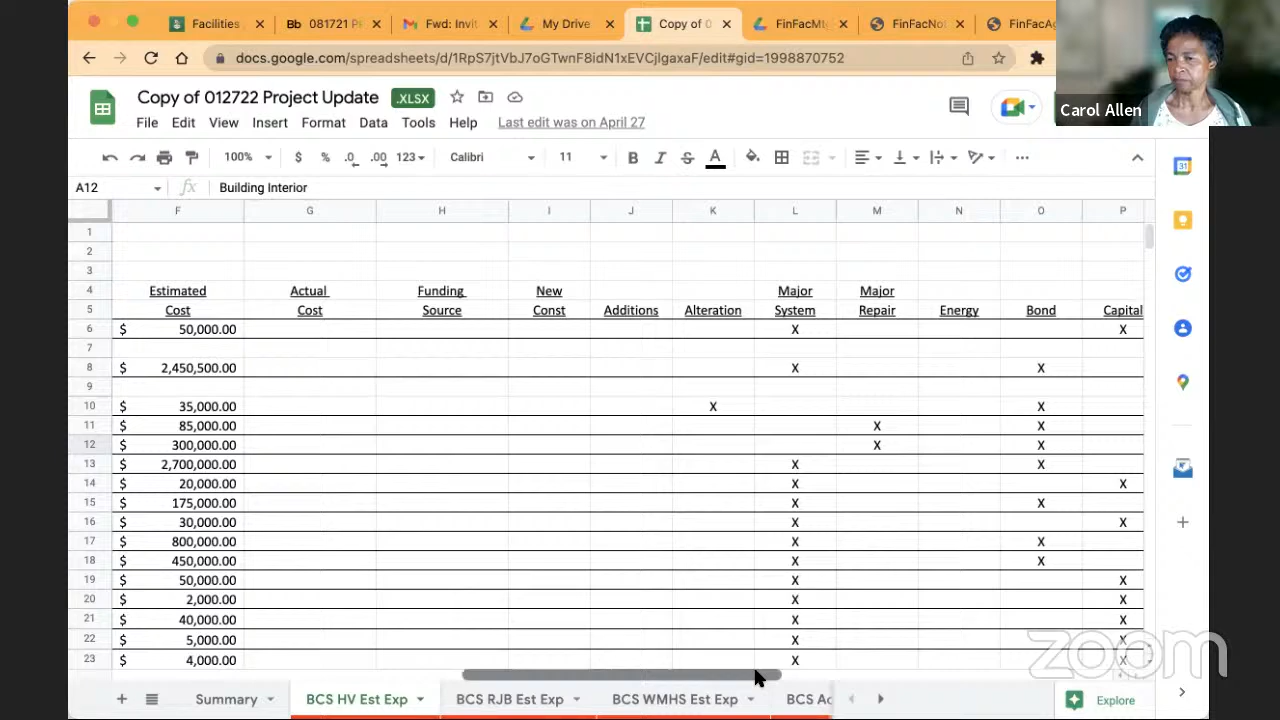 Facilities
Bb 081721 P
Fwd: Invit
My Drive
Copy of 0
FinFacMt
FinFacNo
FinFacA
docs.google.com/spreadsheets/d/1RpS7jtVbJ7oGTwnF8idN1xEVCjIgaxaF/edit#gid=1998870752
Carol Allen
Copy of 012722 Project Update .XLSX
File Edit View Insert Format Data Tools Help Last edit was on April 27
100% $ % .0 .00 123 Calibri 11 B I S A
A12 fx Building Interior
F G H I J K L M N O P
1
2
3
4 Estimated Actual Funding New Major Major
5 Cost Cost Source Const Additions Alteration System Repair Energy Bond Capital
6 $ 50,000.00 X X
7
8 $ 2,450,500.00 X X
9
10 $ 35,000.00 X X
11 $ 85,000.00 X X
12 $ 300,000.00 X X
13 $ 2,700,000.00 X X
14 $ 20,000.00 X X
15 $ 175,000.00 X X
16 $ 30,000.00 X X
17 $ 800,000.00 X X
18 $ 450,000.00 X X
19 $ 50,000.00 X X
20 $ 2,000.00 X X
21 $ 40,000.00 X X
22 $ 5,000.00 X X
23 $ 4,000.00 X X
zoom
Summary BCS HV Est Exp BCS RJB Est Exp BCS WMHS Est Exp BCS Ac Explore